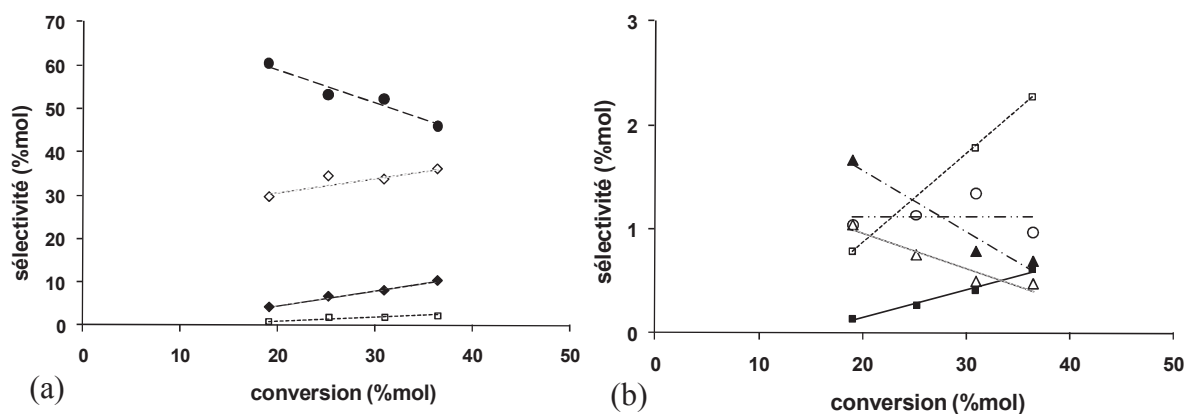 70
60
50
40
30
20
10
0
sélectivité (%mol)
0 10 20 30 40 50
conversion (%mol)
(a)
3
2
1
0
sélectivité (%mol)
0 10 20 30 40 50
conversion (%mol)
(b)